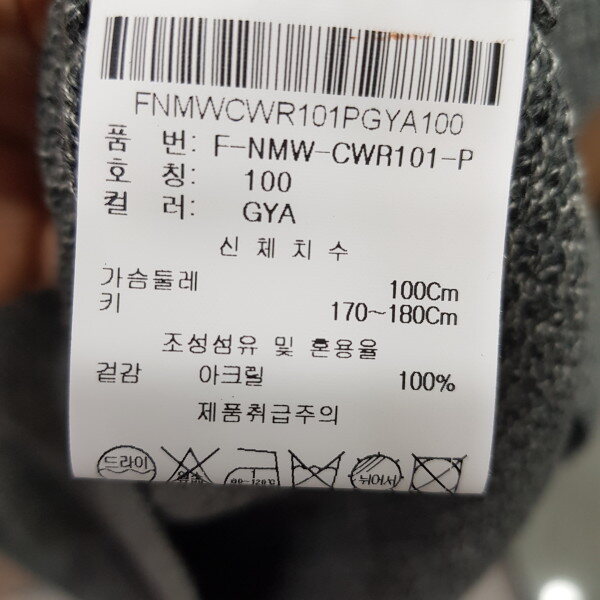 FNMWCWR101PGYA100
품 번: F-NMW-CWR101-P
호 칭: 100
컬 러: GYA
신 체 치 수
가슴둘레 100Cm
키 170~180Cm
조성섬유 및 혼용율
겉감 아크릴 100%
제품취급주의
드라이 80~120℃ 뉘어서